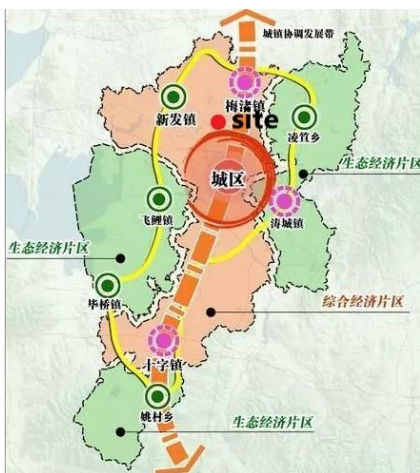 城镇协调发展带
梅渚镇
新发镇
site
凌笪乡
城区
生态经济片区
飞鲤镇
涛城镇
生态经济片区
毕桥镇
综合经济片区
十字镇
姚村乡
生态经济片区